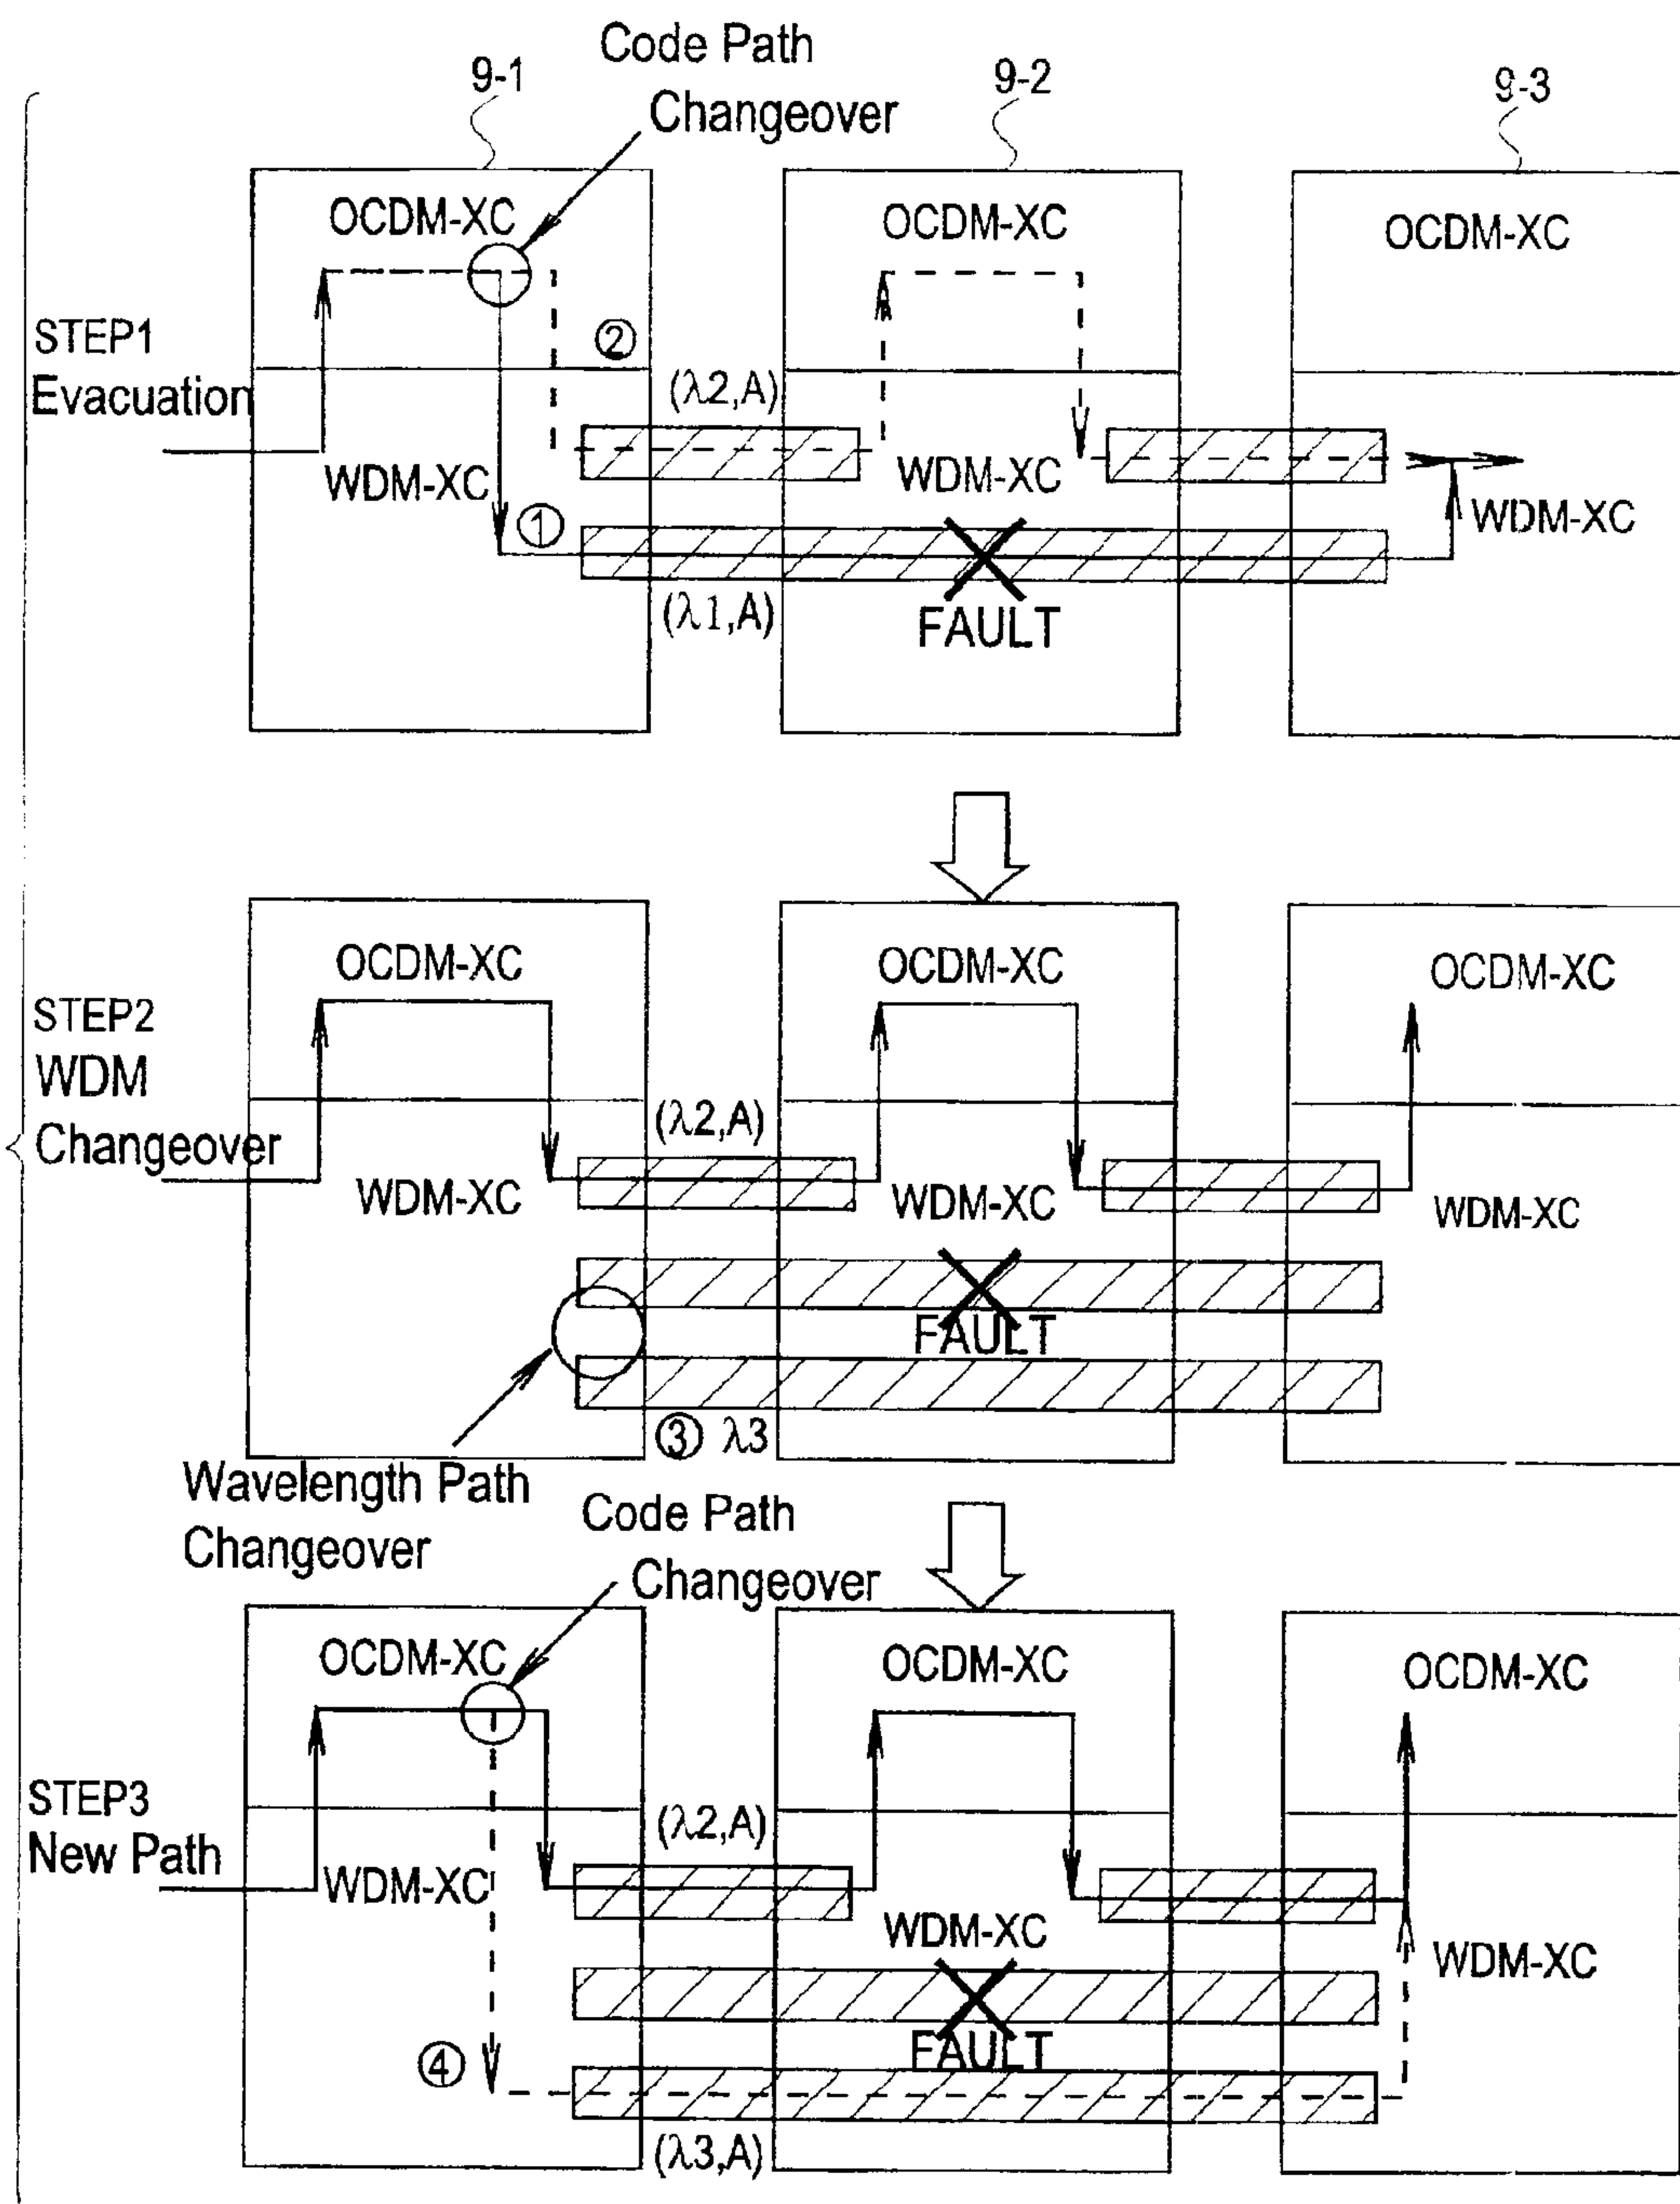 Code Path
Changeover
9-1
9-2
9-3
OCDM-XC
OCDM-XC
OCDM-XC
STEP1
Evacuation
②
(λ2,A)
WDM-XC
WDM-XC
WDM-XC
①
(λ1,A)
FAULT
OCDM-XC
OCDM-XC
OCDM-XC
STEP2
WDM
Changeover
(λ2,A)
WDM-XC
WDM-XC
WDM-XC
FAULT
③ λ3
Wavelength Path
Changeover
Code Path
Changeover
OCDM-XC
OCDM-XC
OCDM-XC
STEP3
New Path
(λ2,A)
WDM-XC
WDM-XC
WDM-XC
FAULT
④
(λ3,A)